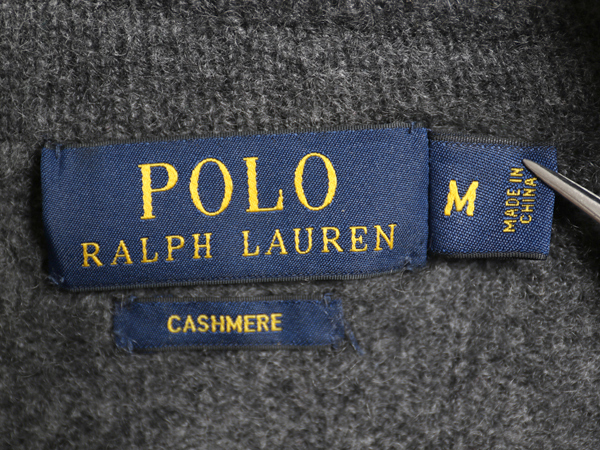 POLO
RALPH LAUREN
M
MADE IN
CHINA
CASHMERE